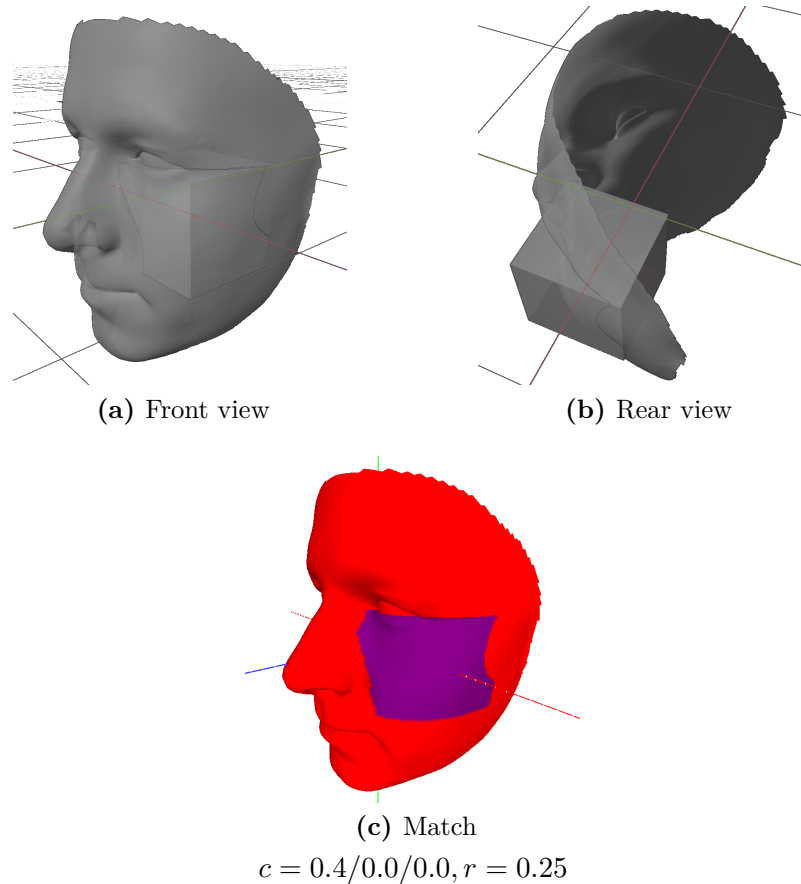 (a) Front view
(b) Rear view
(c) Match
c = 0.4/0.0/0.0, r = 0.25